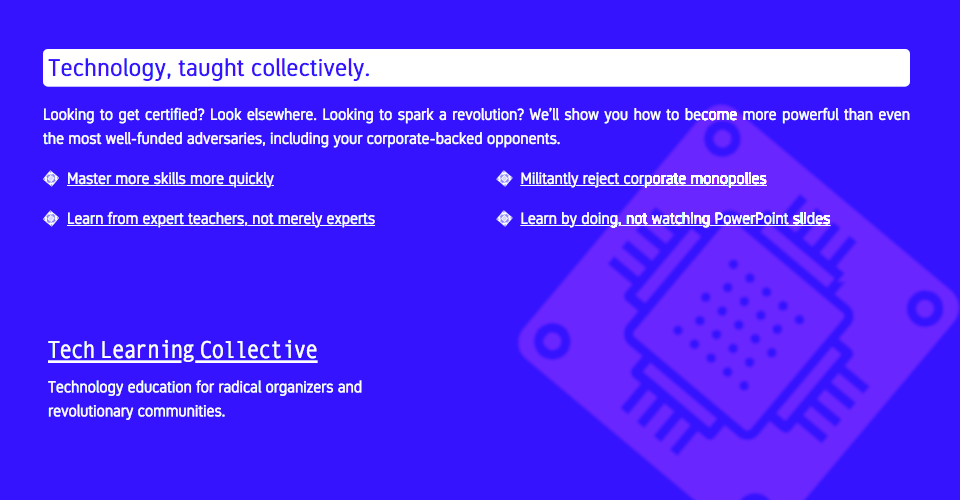 Technology, taught collectively.
Looking to get certified? Look elsewhere. Looking to spark a revolution? We'll show you how to become more powerful than even
the most well-funded adversaries, including your corporate-backed opponents.
Master more skills more quickly
Militantly reject corporate monopolies
Learn from expert teachers, not merely experts
Learn by doing, not watching PowerPoint slides
Tech Learning Collective
Technology education for radical organizers and
revolutionary communities.